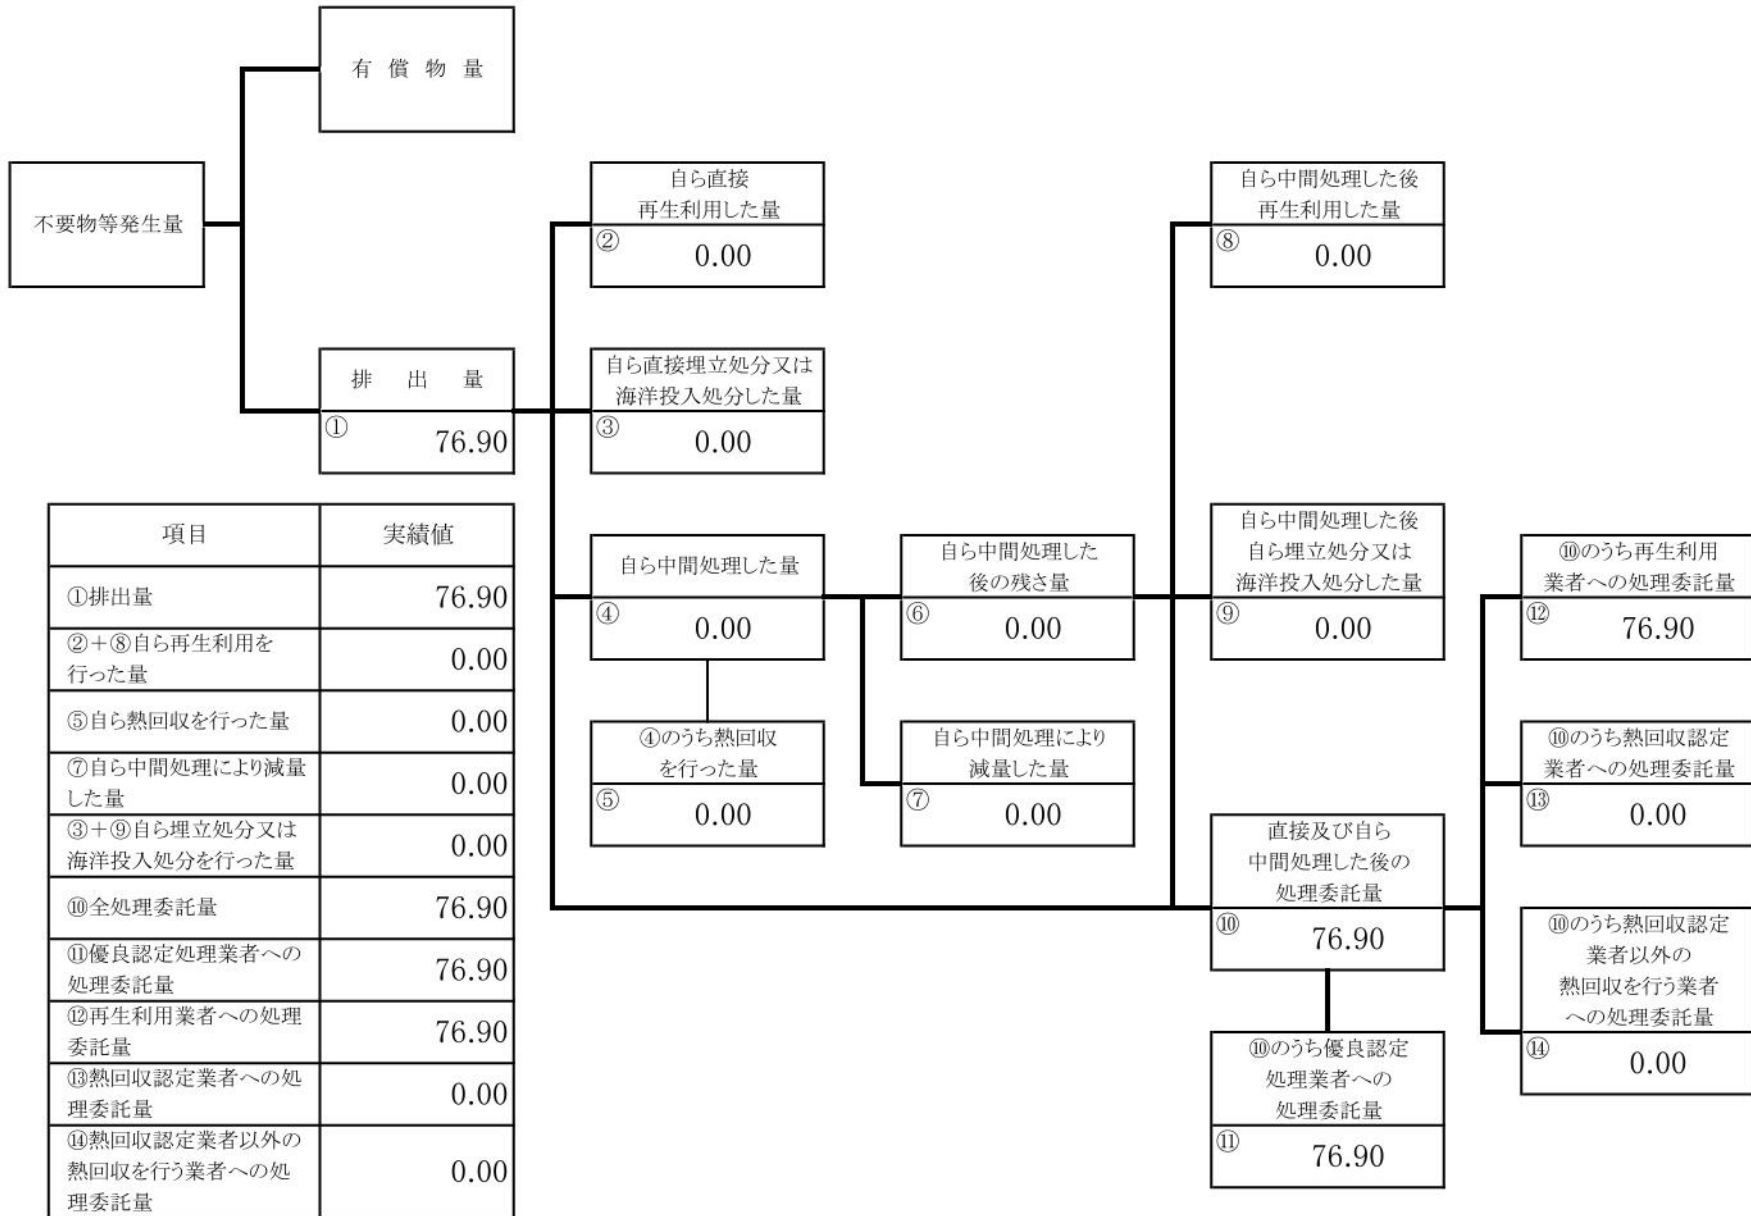 有 償 物 量
不要物等発生量
排 出 量
①
76.90
自ら直接
再生利用した量
②
0.00
自ら直接埋立処分又は
海洋投入処分した量
③
0.00
自ら中間処理した量
④
0.00
④のうち熱回収
を行った量
⑤
0.00
自ら中間処理した
後の残さ量
⑥
0.00
自ら中間処理により
減量した量
⑦
0.00
自ら中間処理した後
再生利用した量
⑧
0.00
自ら中間処理した後
自ら埋立処分又は
海洋投入処分した量
⑨
0.00
直接及び自ら
中間処理した後の
処理委託量
⑩
76.90
⑩のうち優良認定
処理業者への
処理委託量
⑪
76.90
⑩のうち再生利用
業者への処理委託量
⑫
76.90
⑩のうち熱回収認定
業者への処理委託量
⑬
0.00
⑩のうち熱回収認定
業者以外の
熱回収を行う業者
への処理委託量
⑭
0.00
項目 実績値
①排出量 76.90
②+⑧自ら再生利用を
行った量
0.00
⑤自ら熱回収を行った量 0.00
⑦自ら中間処理により減量
した量
0.00
③+⑨自ら埋立処分又は
海洋投入処分を行った量
0.00
⑩全処理委託量 76.90
⑪優良認定処理業者への
処理委託量
76.90
⑫再生利用業者への処理
委託量
76.90
⑬熱回収認定業者への処
理委託量
0.00
⑭熱回収認定業者以外の
熱回収を行う業者への処
理委託量
0.00